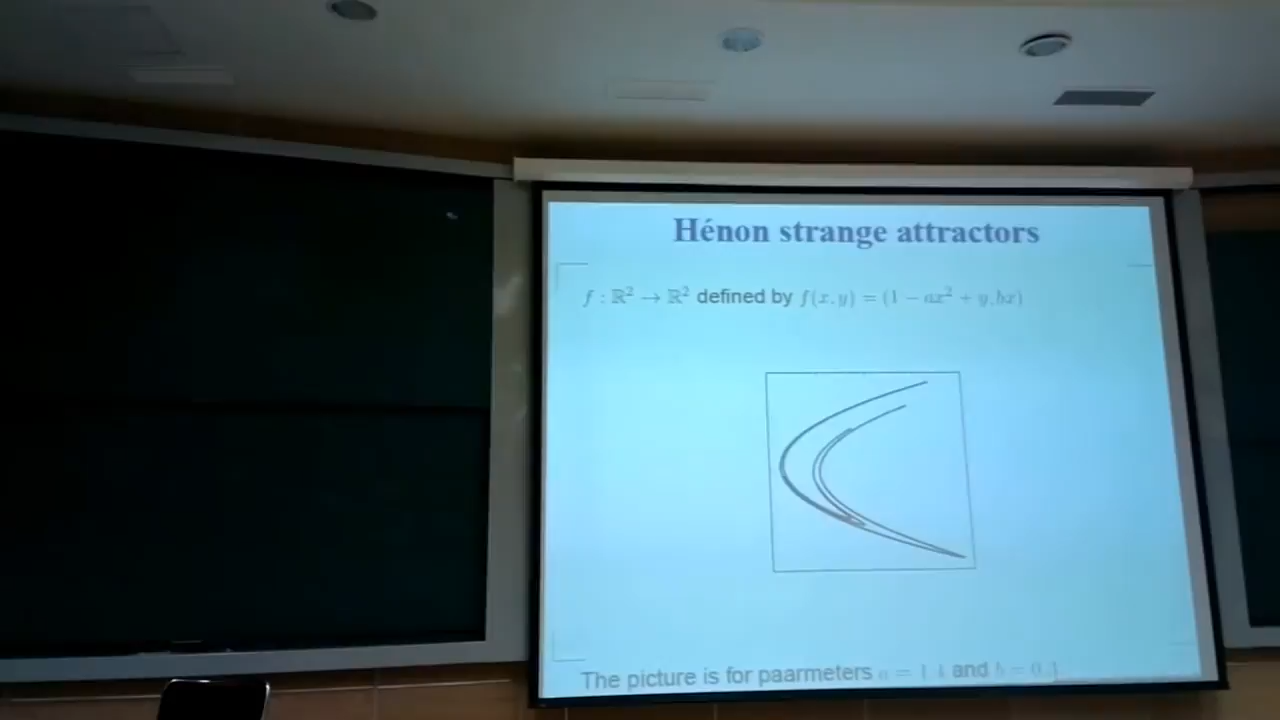 Hénon strange attractors
f : ℝ² → ℝ² defined by f(x, y) = (1 − ax² + y, bx)
The picture is for paarmeters a = 1.4 and b = 0.